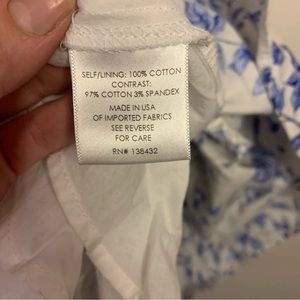 SELF/LINING: 100% COTTON
CONTRAST:
97% COTTON 3% SPANDEX
MADE IN USA
OF IMPORTED FABRICS
SEE REVERSE
FOR CARE
RN# 138432